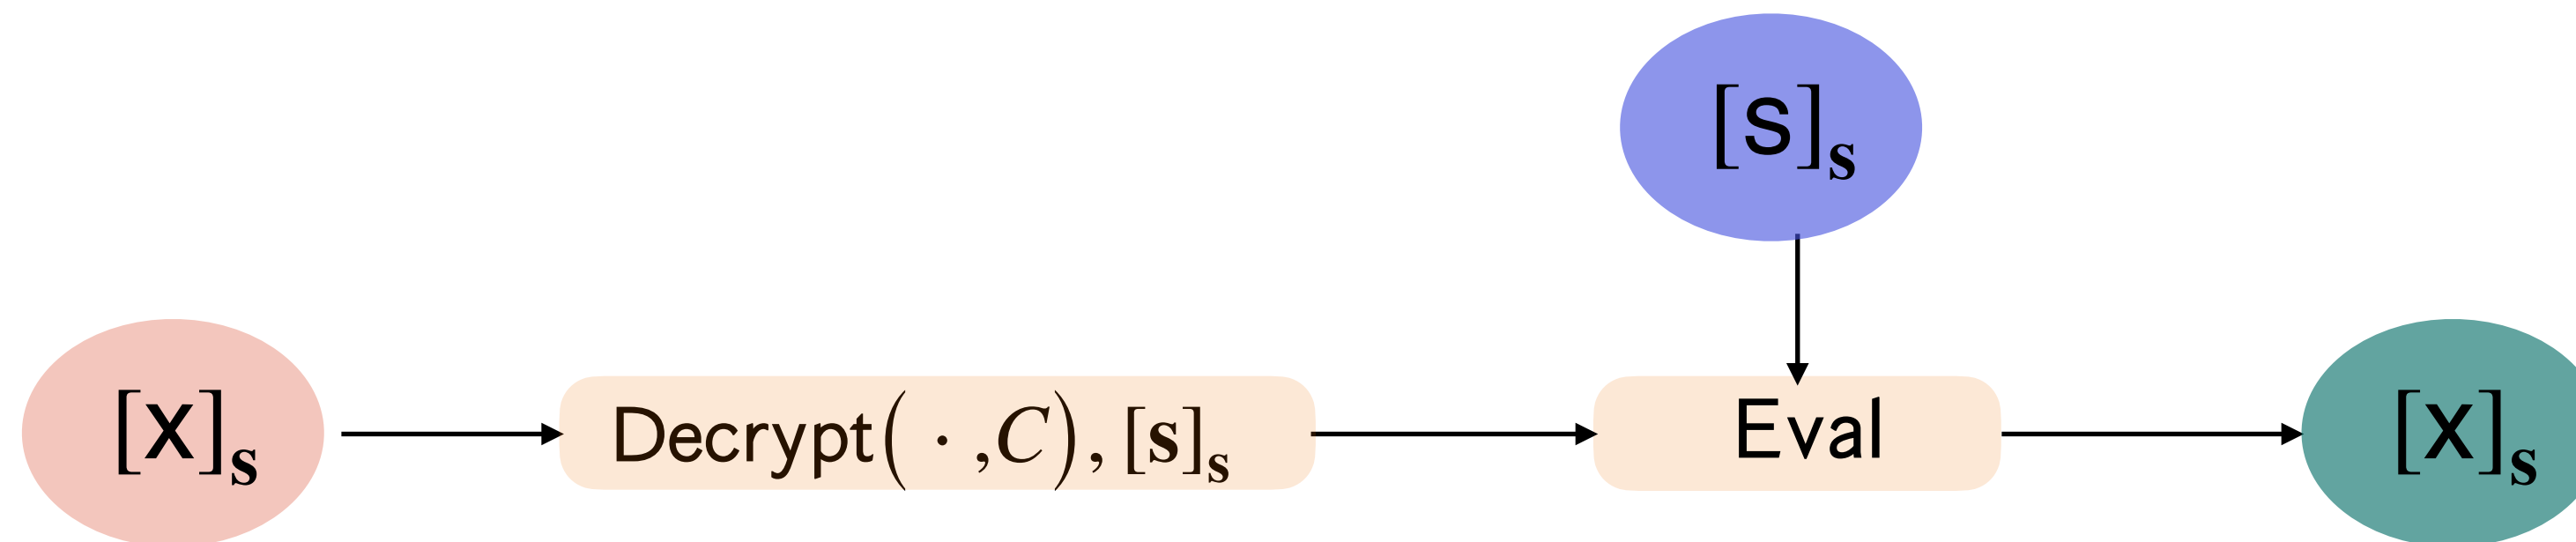 [s]ₛ
[x]ₛ
Decrypt( · ,C), [s]ₛ
Eval
[x]ₛ